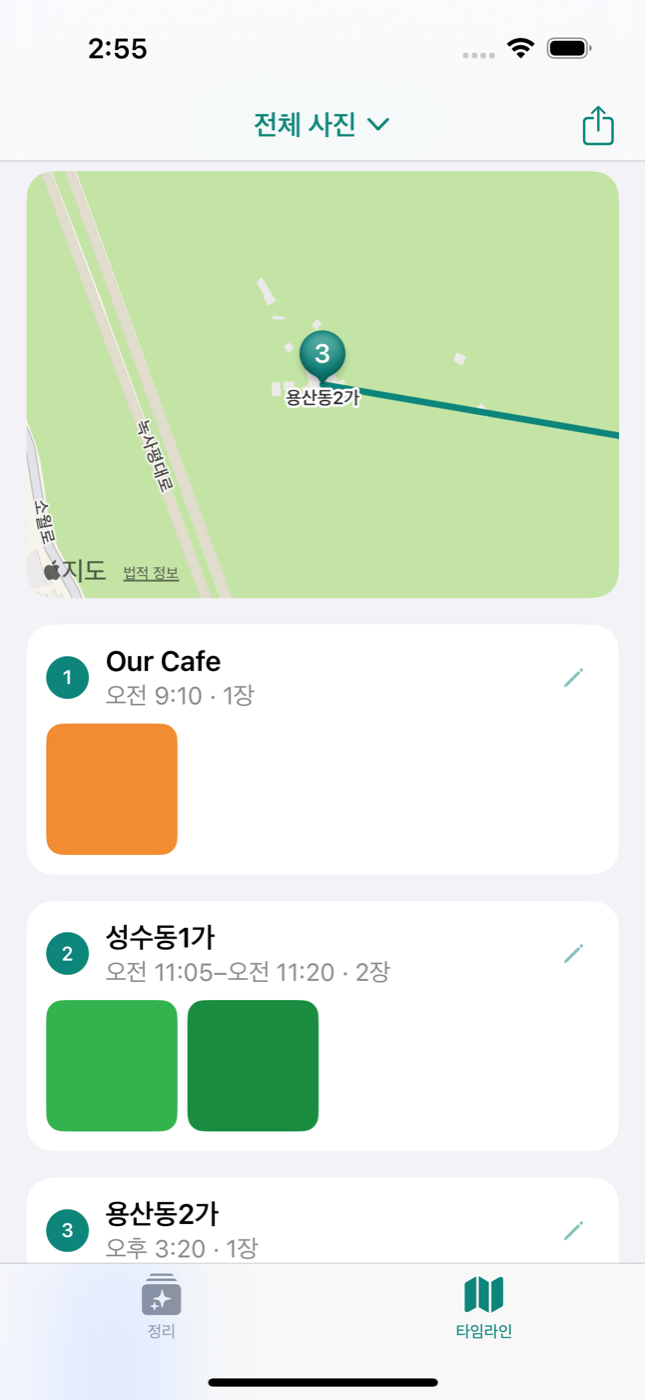 2:55
전체 사진
3
용산동2가
녹사평대로
소월로
지도 법적 정보
1
Our Cafe
오전 9:10 · 1장
2
성수동1가
오전 11:05–오전 11:20 · 2장
3
용산동2가
오후 3:20 · 1장
정리
타임라인